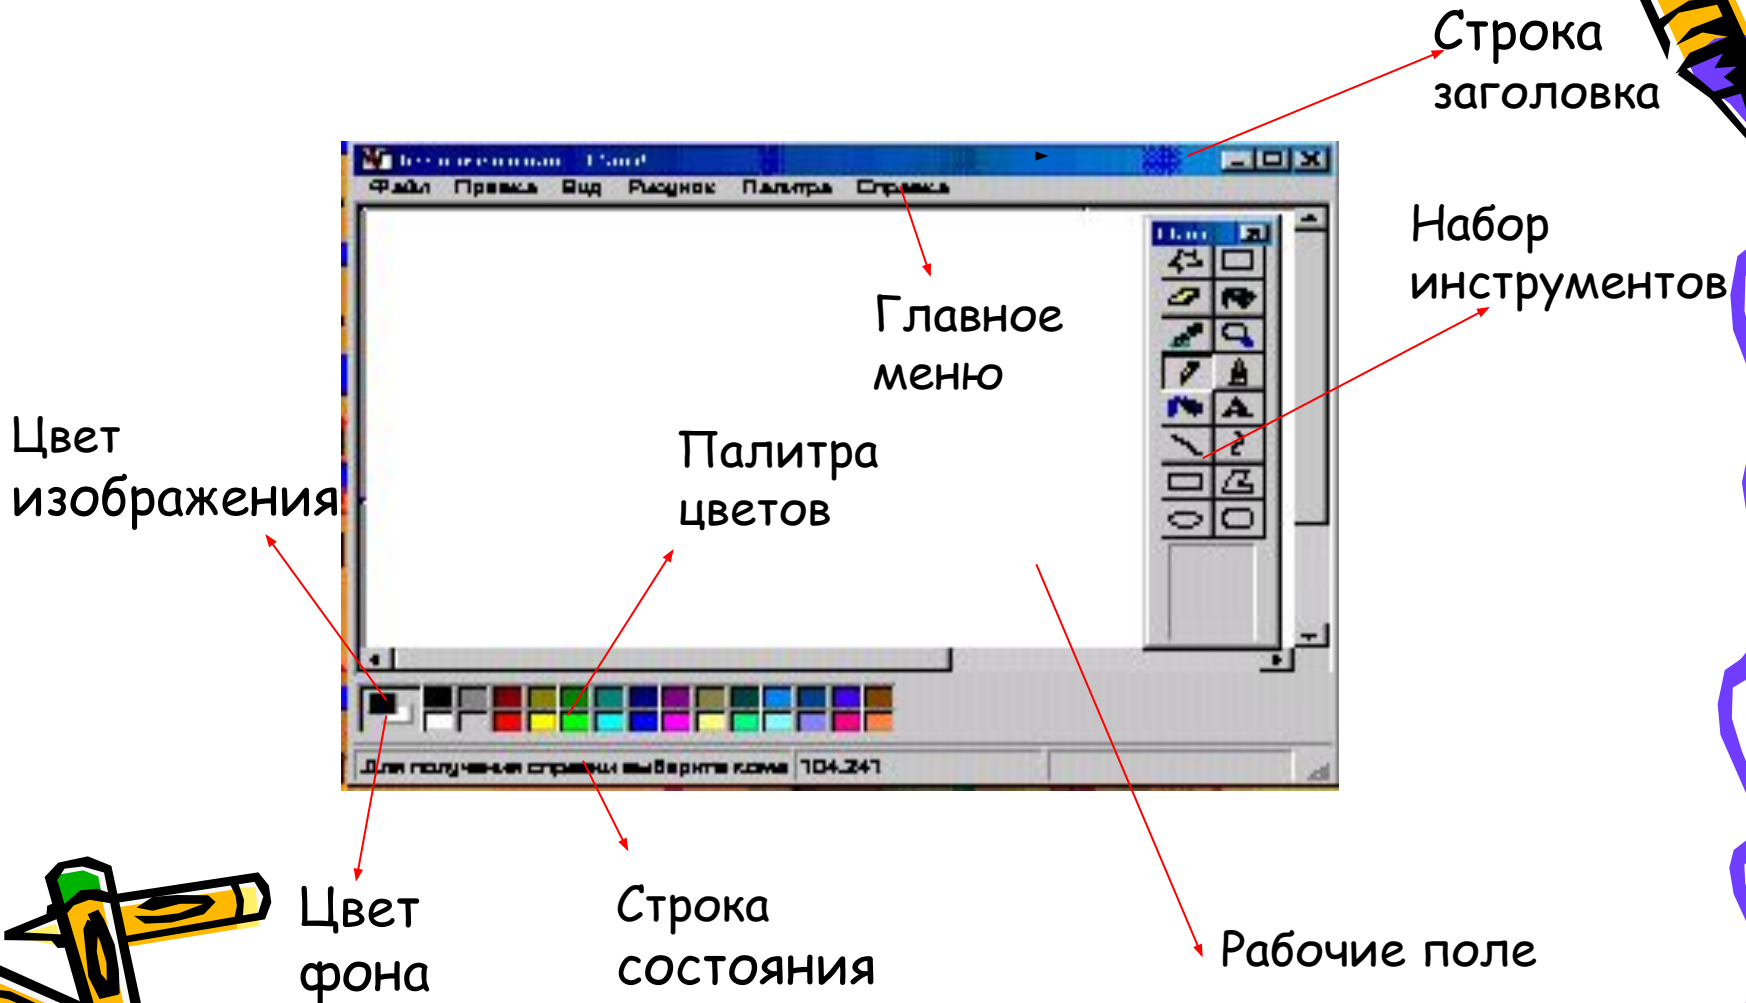 Строка
заголовка
Файл Правка Вид Рисунок Палитра Справка
Набор
инструментов
Главное
меню
Цвет
изображения
Палитра
цветов
Для получения справки выберите кома 104,241
Цвет
фона
Строка
состояния
Рабочие поле